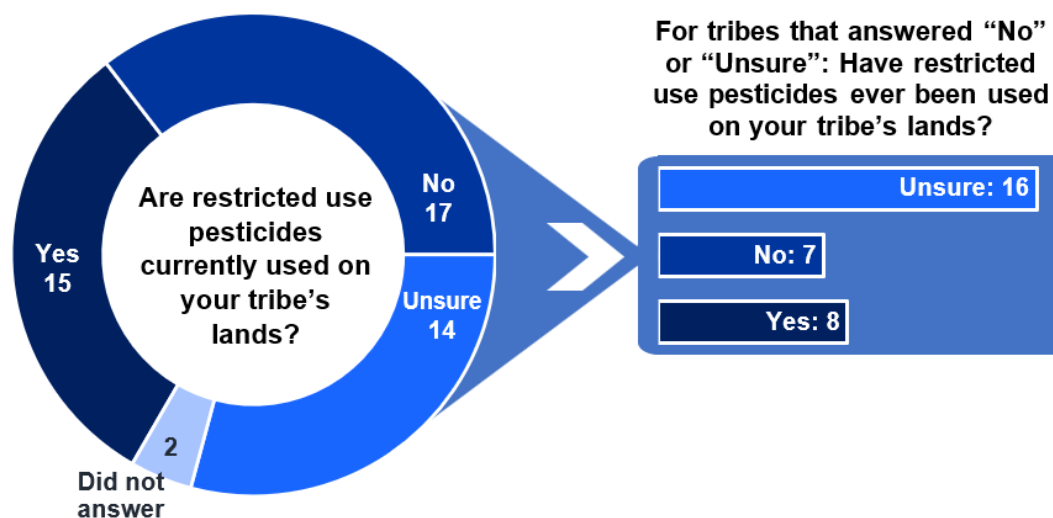 For tribes that answered “No”
or “Unsure”: Have restricted
use pesticides ever been used
on your tribe’s lands?
Are restricted use
pesticides
currently used on
your tribe’s
lands?
No
17
Unsure
14
Yes
15
2
Did not
answer
Unsure: 16
No: 7
Yes: 8